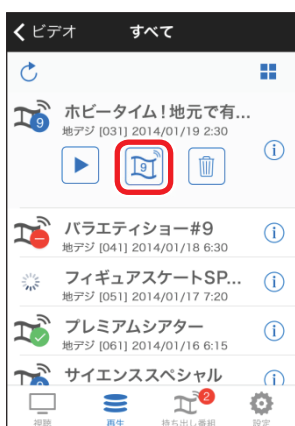 ビデオ
すべて
9
ホビータイム!地元で有...
地デジ [031] 2014/01/19 2:30
9
バラエティショー#9
地デジ [041] 2014/01/18 6:30
フィギュアスケートSP...
地デジ [051] 2014/01/17 7:20
プレミアムシアター
地デジ [061] 2014/01/16 6:15
サイエンススペシャル
2
視聴
再生
持ち出し番組
設定